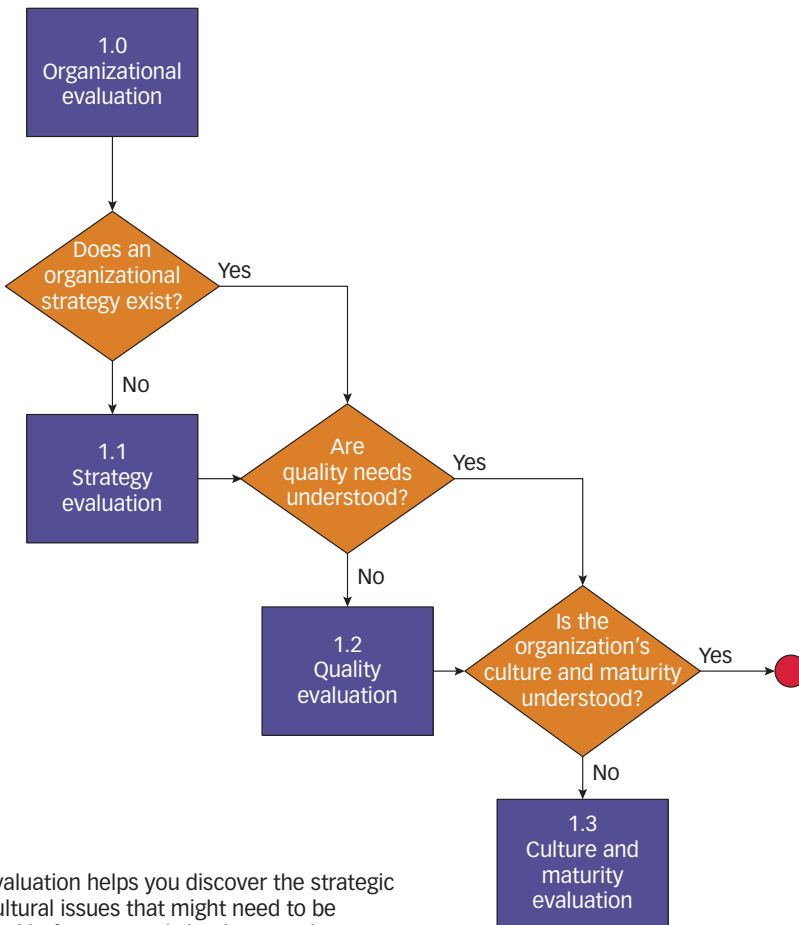 1.0
Organizational
evaluation
Does an
organizational
strategy exist?
Yes
No
1.1
Strategy
evaluation
Are
quality needs
understood?
Yes
No
1.2
Quality
evaluation
Is the
organization’s
culture and maturity
understood?
Yes
No
1.3
Culture and
maturity
evaluation
helps you discover the strategic
issues that might need to be